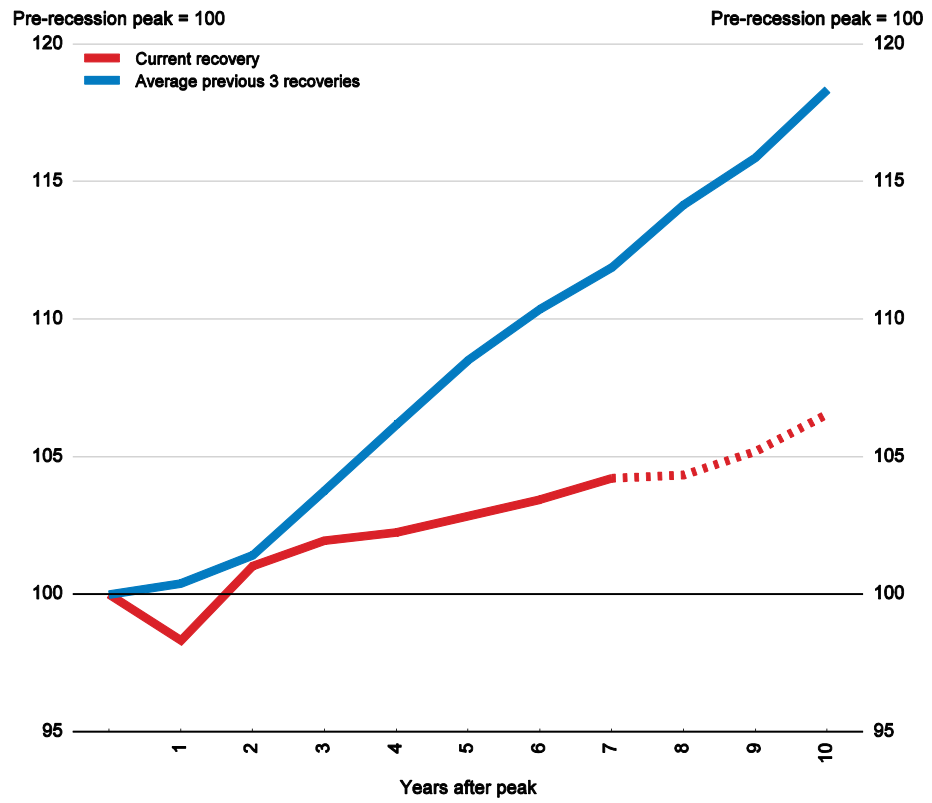 Pre-recession peak = 100 Pre-recession peak = 100
120 120
Current recovery
Average previous 3 recoveries
115 115
110 110
105 105
100 100
95 95
1 2 3 4 5 6 7 8 9 10
Years after peak